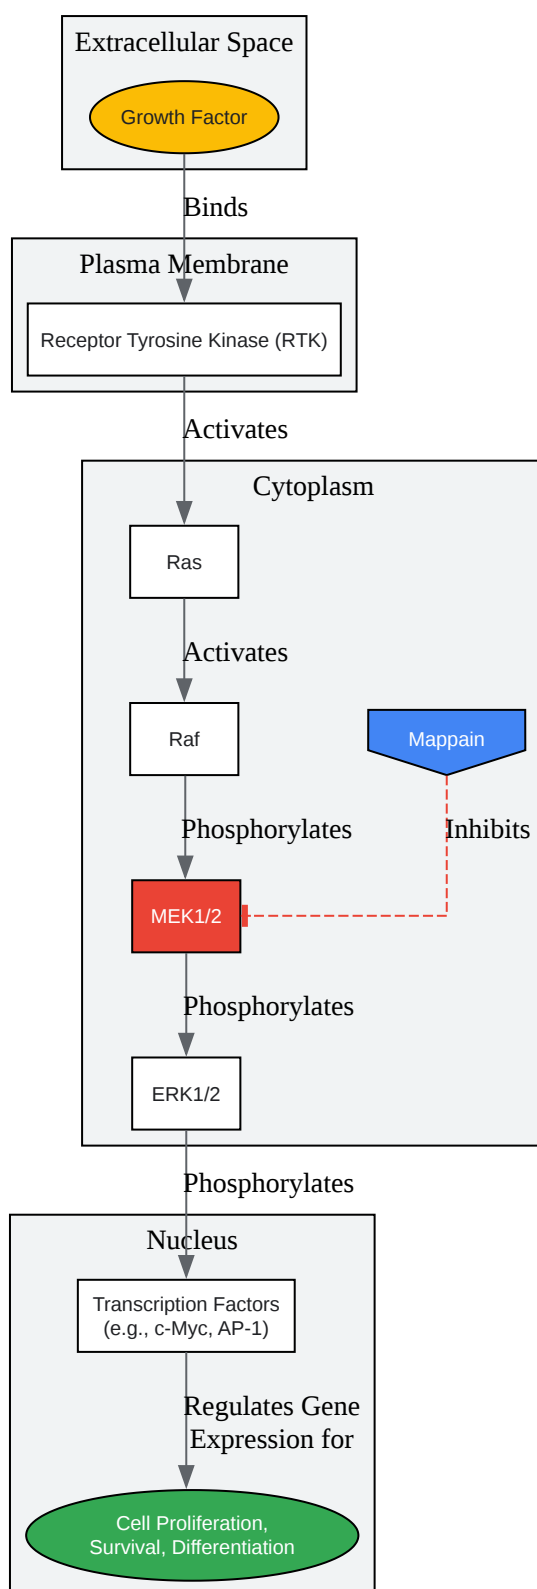 Extracellular Space
Growth Factor
Binds
Plasma Membrane
Receptor Tyrosine Kinase (RTK)
Activates
Cytoplasm
Ras
Activates
Raf
Mappain
Phosphorylates
Inhibits
MEK1/2
Phosphorylates
ERK1/2
Phosphorylates
Nucleus
Transcription Factors
(e.g., c-Myc, AP-1)
Regulates Gene
Expression for
Cell Proliferation,
Survival, Differentiation